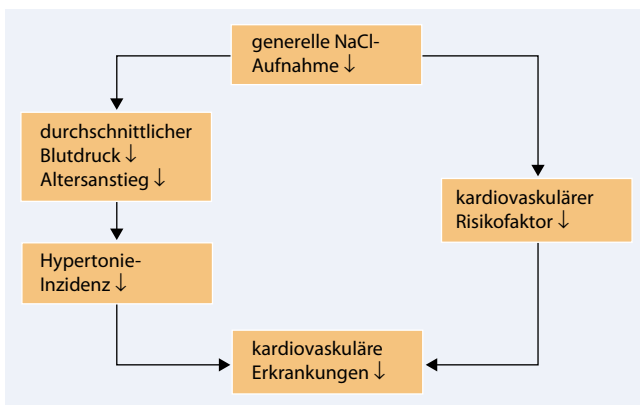 generelle NaCl-
Aufnahme ↓
durchschnittlicher
Blutdruck ↓
Altersanstieg ↓
kardiovaskulärer
Risikofaktor ↓
Hypertonie-
Inzidenz ↓
kardiovaskuläre
Erkrankungen ↓